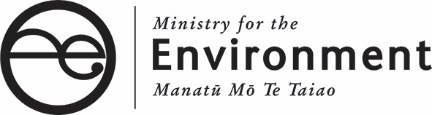 Ministry for the
Environment
Manatū Mō Te Taiao